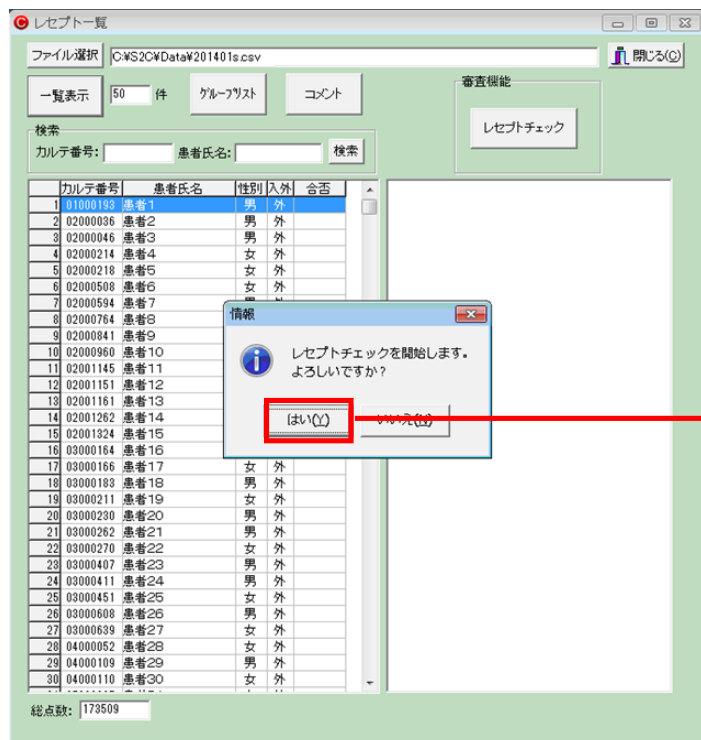 レセプト一覧
ファイル選択 C:¥S2C¥Data¥201401s.csv 閉じる(C)
一覧表示 50 件 グループリスト コメント
審査機能
レセプトチェック
検索
カルテ番号: 患者氏名: 検索
カルテ番号 患者氏名 性別 入外 合否
1 01000193 患者1 男 外
2 02000036 患者2 男 外
3 02000046 患者3 男 外
4 02000214 患者4 女 外
5 02000218 患者5 女 外
6 02000508 患者6 女 外
7 02000594 患者7
8 02000764 患者8
9 02000841 患者9
10 02000960 患者10
11 02001145 患者11
12 02001151 患者12
13 02001161 患者13
14 02001262 患者14
15 02001324 患者15
16 03000164 患者16
17 03000166 患者17 女 外
18 03000183 患者18 男 外
19 03000211 患者19 女 外
20 03000230 患者20 男 外
21 03000262 患者21 男 外
22 03000270 患者22 女 外
23 03000407 患者23 男 外
24 03000411 患者24 男 外
25 03000451 患者25 女 外
26 03000608 患者26 男 外
27 03000639 患者27 女 外
28 04000052 患者28 女 外
29 04000109 患者29 男 外
30 04000110 患者30 女 外
情報
レセプトチェックを開始します。
よろしいですか?
はい(Y) いいえ(N)
総点数: 173509